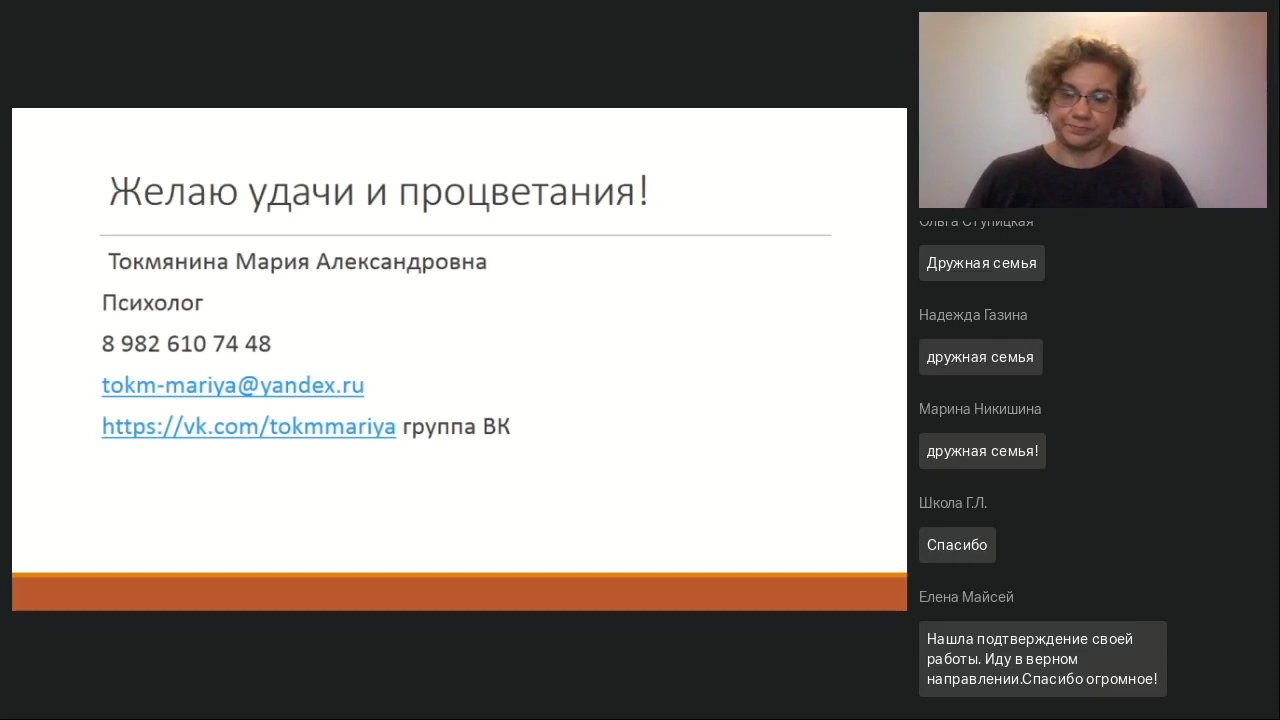 Желаю удачи и процветания!
Токмянина Мария Александровна
Психолог
8 982 610 74 48
tokm-mariya@yandex.ru
https://vk.com/tokmmariya группа ВК
Ольга Ступицкая
Дружная семья
Надежда Газина
дружная семья
Марина Никишина
дружная семья!
Школа Г.Л.
Спасибо
Елена Майсей
Нашла подтверждение своей
работы. Иду в верном
направлении.Спасибо огромное!